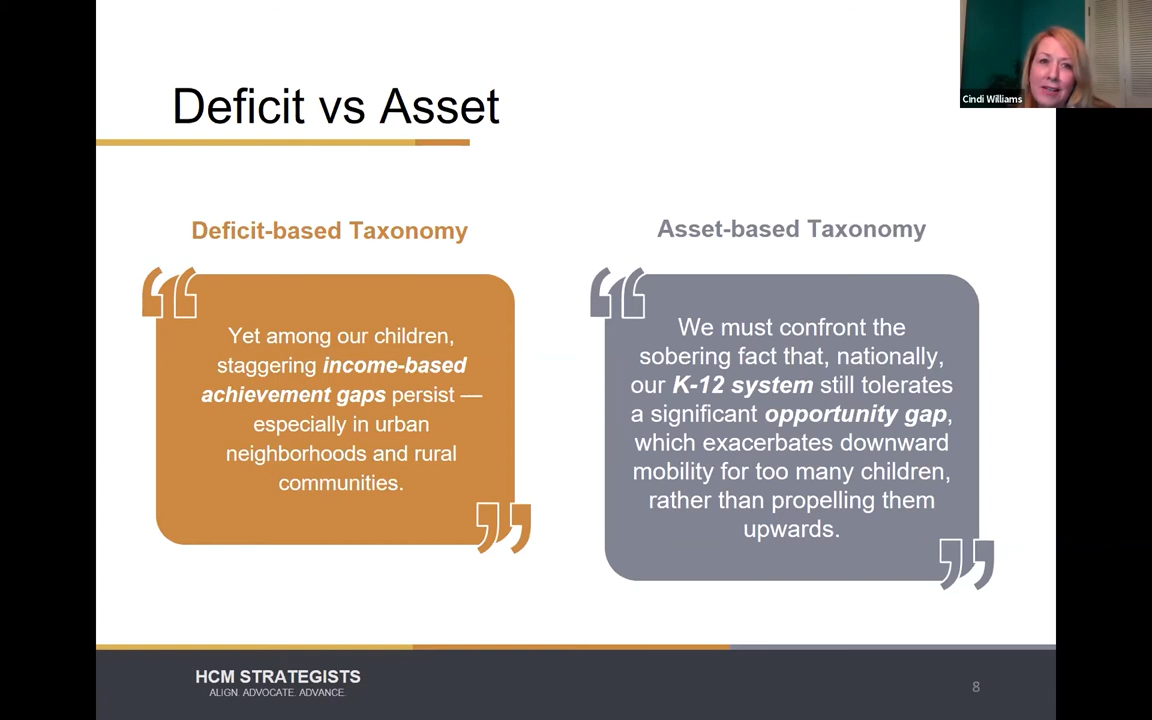 Deficit vs Asset
Cindi Williams
Deficit-based Taxonomy
Yet among our children,
staggering income-based
achievement gaps persist —
especially in urban
neighborhoods and rural
communities.
Asset-based Taxonomy
We must confront the
sobering fact that, nationally,
our K-12 system still tolerates
a significant opportunity gap,
which exacerbates downward
mobility for too many children,
rather than propelling them
upwards.
HCM STRATEGISTS
ALIGN. ADVOCATE. ADVANCE.
8